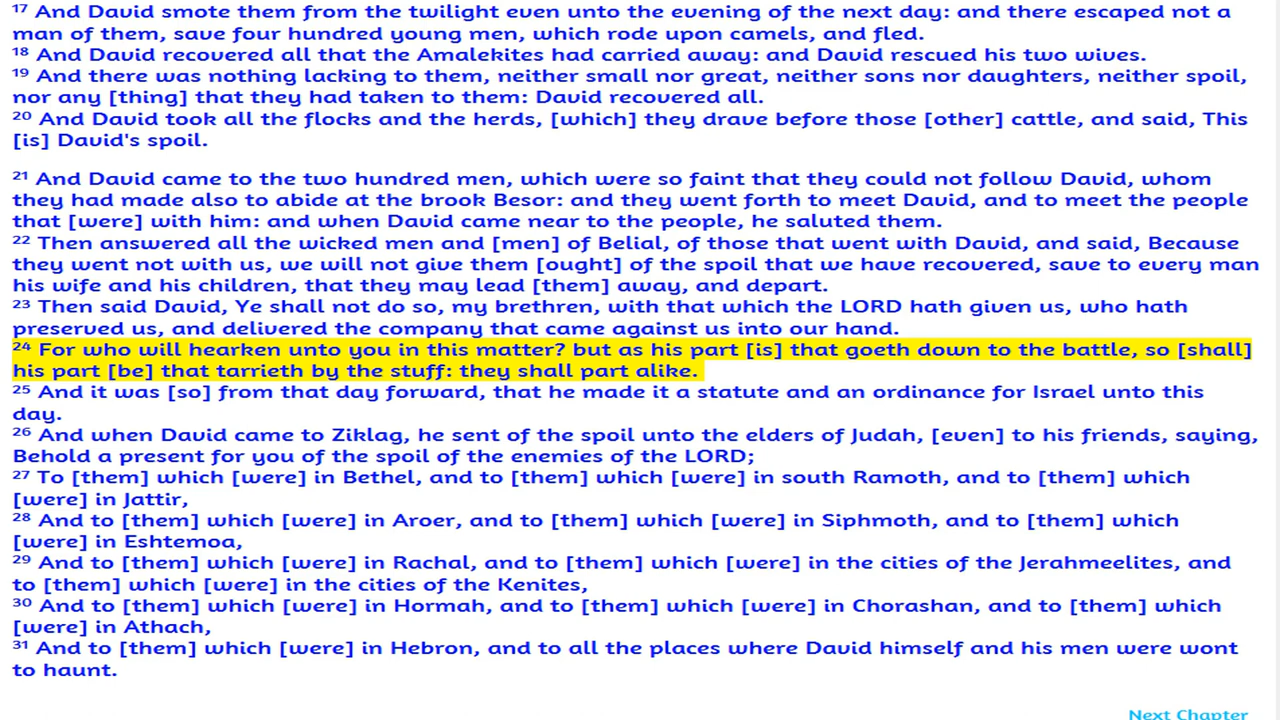 17 And David smote them from the twilight even unto the evening of the next day: and there escaped not a
man of them, save four hundred young men, which rode upon camels, and fled.
18 And David recovered all that the Amalekites had carried away: and David rescued his two wives.
19 And there was nothing lacking to them, neither small nor great, neither sons nor daughters, neither spoil,
nor any [thing] that they had taken to them: David recovered all.
20 And David took all the flocks and the herds, [which] they drave before those [other] cattle, and said, This
[is] David's spoil.
21 And David came to the two hundred men, which were so faint that they could not follow David, whom
they had made also to abide at the brook Besor: and they went forth to meet David, and to meet the people
that [were] with him: and when David came near to the people, he saluted them.
22 Then answered all the wicked men and [men] of Belial, of those that went with David, and said, Because
they went not with us, we will not give them [ought] of the spoil that we have recovered, save to every man
his wife and his children, that they may lead [them] away, and depart.
23 Then said David, Ye shall not do so, my brethren, with that which the LORD hath given us, who hath
preserved us, and delivered the company that came against us into our hand.
24 For who will hearken unto you in this matter? but as his part [is] that goeth down to the battle, so [shall]
his part [be] that tarrieth by the stuff: they shall part alike.
25 And it was [so] from that day forward, that he made it a statute and an ordinance for Israel unto this
day.
26 And when David came to Ziklag, he sent of the spoil unto the elders of Judah, [even] to his friends, saying,
Behold a present for you of the spoil of the enemies of the LORD;
27 To [them] which [were] in Bethel, and to [them] which [were] in south Ramoth, and to [them] which
[were] in Jattir,
28 And to [them] which [were] in Aroer, and to [them] which [were] in Siphmoth, and to [them] which
[were] in Eshtemoa,
29 And to [them] which [were] in Rachal, and to [them] which [were] in the cities of the Jerahmeelites, and
to [them] which [were] in the cities of the Kenites,
30 And to [them] which [were] in Hormah, and to [them] which [were] in Chorashan, and to [them] which
[were] in Athach,
31 And to [them] which [were] in Hebron, and to all the places where David himself and his men were wont
to haunt.
Next Chapter